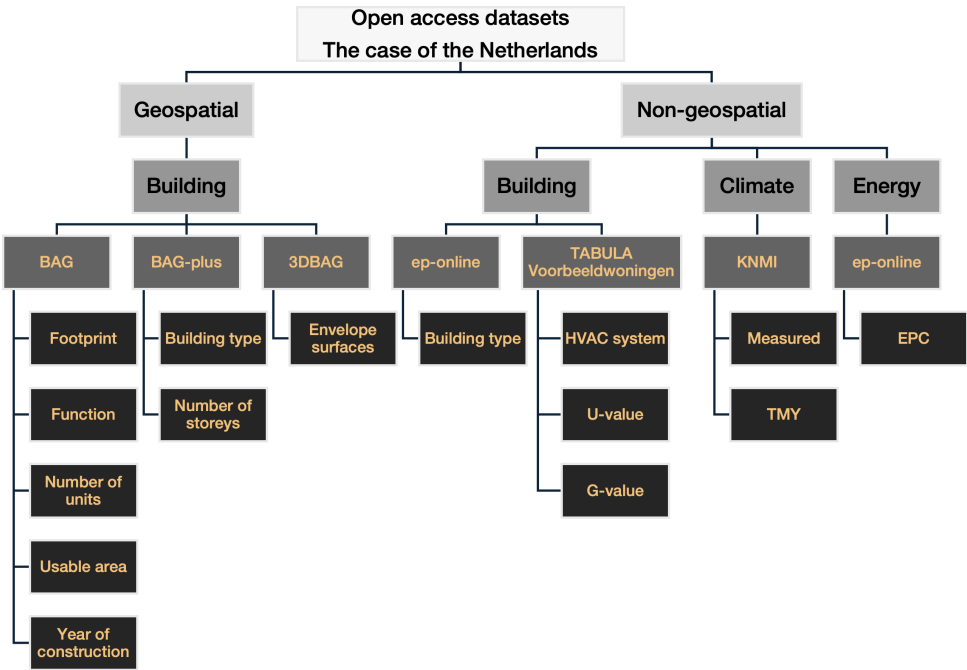 Open access datasets
The case of the Netherlands
Geospatial
Non-geospatial
Building
Building
Climate
Energy
BAG
BAG-plus
3DBAG
ep-online
TABULA
Voorbeeldwoningen
KNMI
ep-online
Footprint
Building type
Envelope
surfaces
Building type
HVAC system
Measured
EPC
Function
Number of
storeys
U-value
TMY
Number of
units
G-value
Usable area
Year of
construction